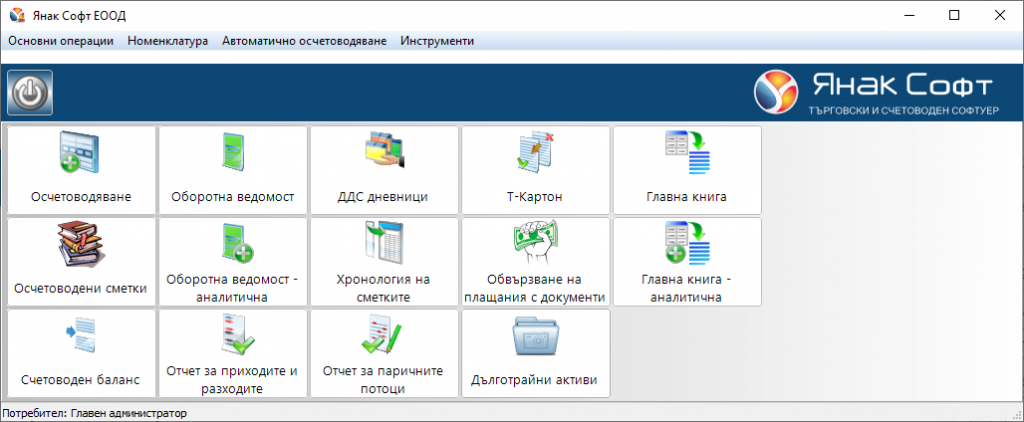 Янак Софт ЕООД
Основни операции Номенклатура Автоматично осчетоводяване Инструменти
Янак Софт
ТЪРГОВСКИ И СЧЕТОВОДЕН СОФТУЕР
Осчетоводяване
Оборотна ведомост
ДДС дневници
Т-Картон
Главна книга
Осчетоводени сметки
Оборотна ведомост -
аналитична
Хронология на
сметките
Обвързване на
плащания с документи
Главна книга -
аналитична
Счетоводен баланс
Отчет за приходите и
разходите
Отчет за паричните
потоци
Дълготрайни активи
Потребител: Главен администратор